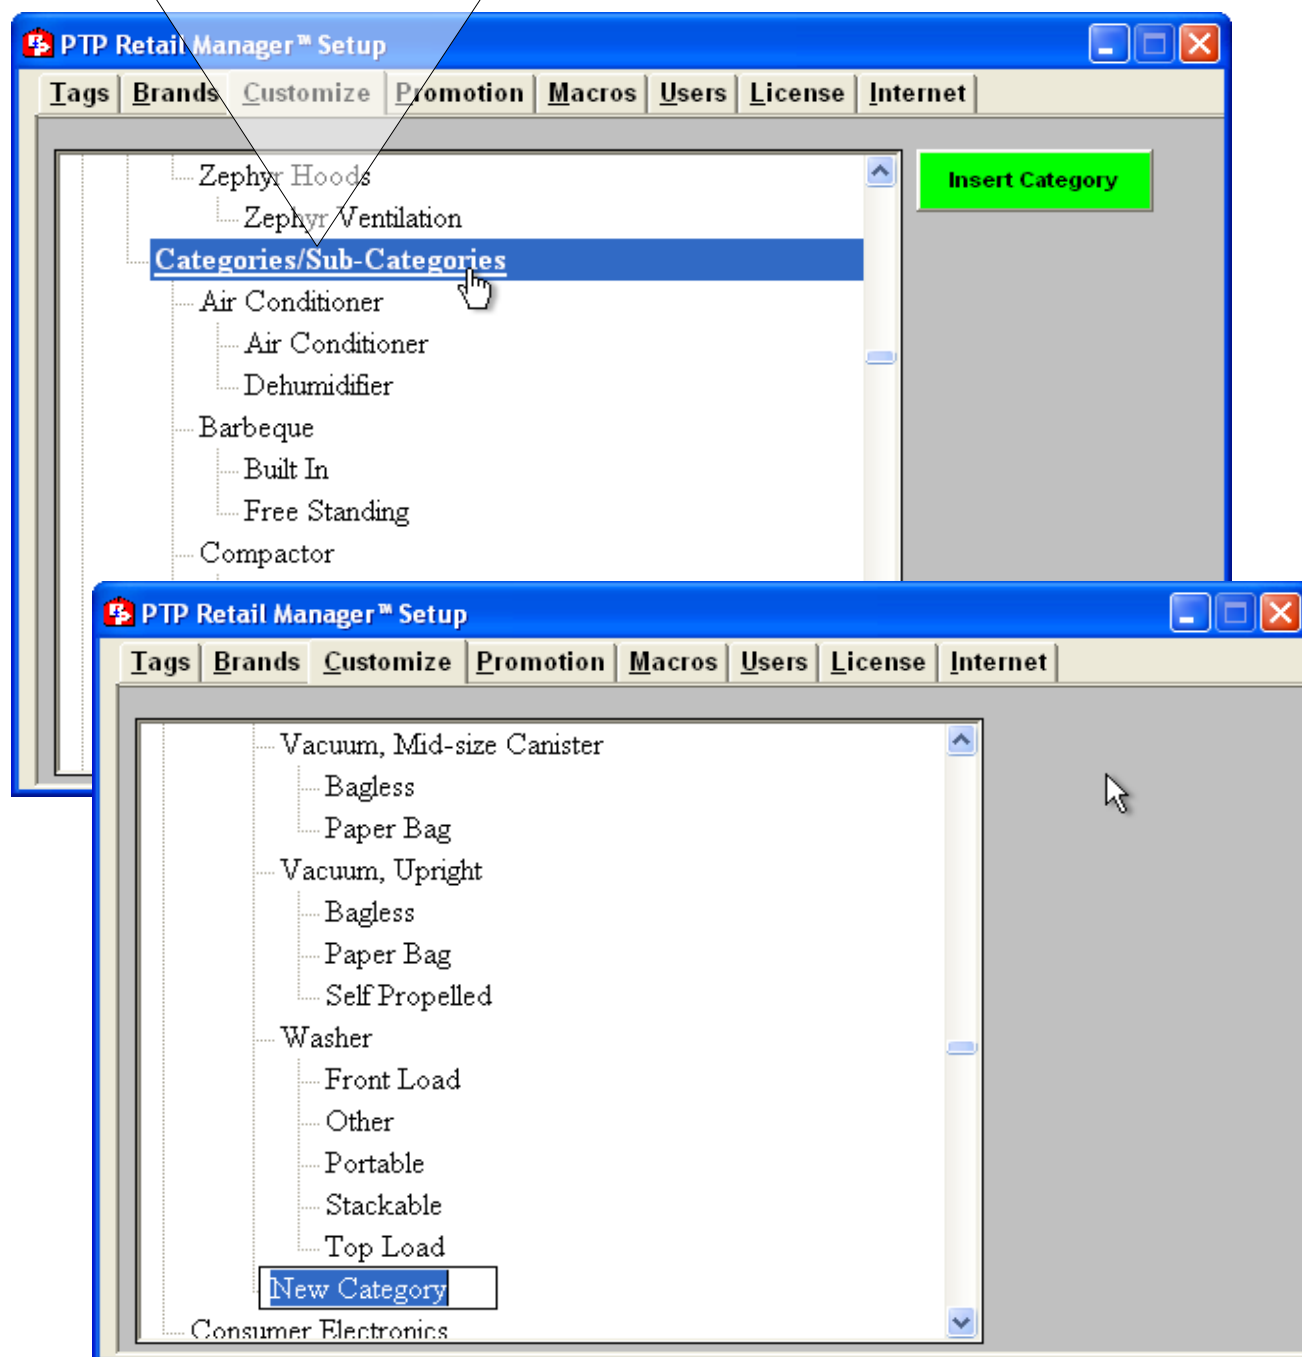 PTP Retail Manager™ Setup
Tags Brands Customize Promotion Macros Users License Internet
Zephyr Hoods
Insert Category
Zephyr Ventilation
Categories/Sub-Categories
Air Conditioner
Air Conditioner
Dehumidifier
Barbeque
Built In
Free Standing
Compactor
PTP Retail Manager™ Setup
Tags Brands Customize Promotion Macros Users License Internet
Vacuum, Mid-size Canister
Bagless
Paper Bag
Vacuum, Upright
Bagless
Paper Bag
Self Propelled
Washer
Front Load
Other
Portable
Stackable
Top Load
New Category
Consumer Electronics